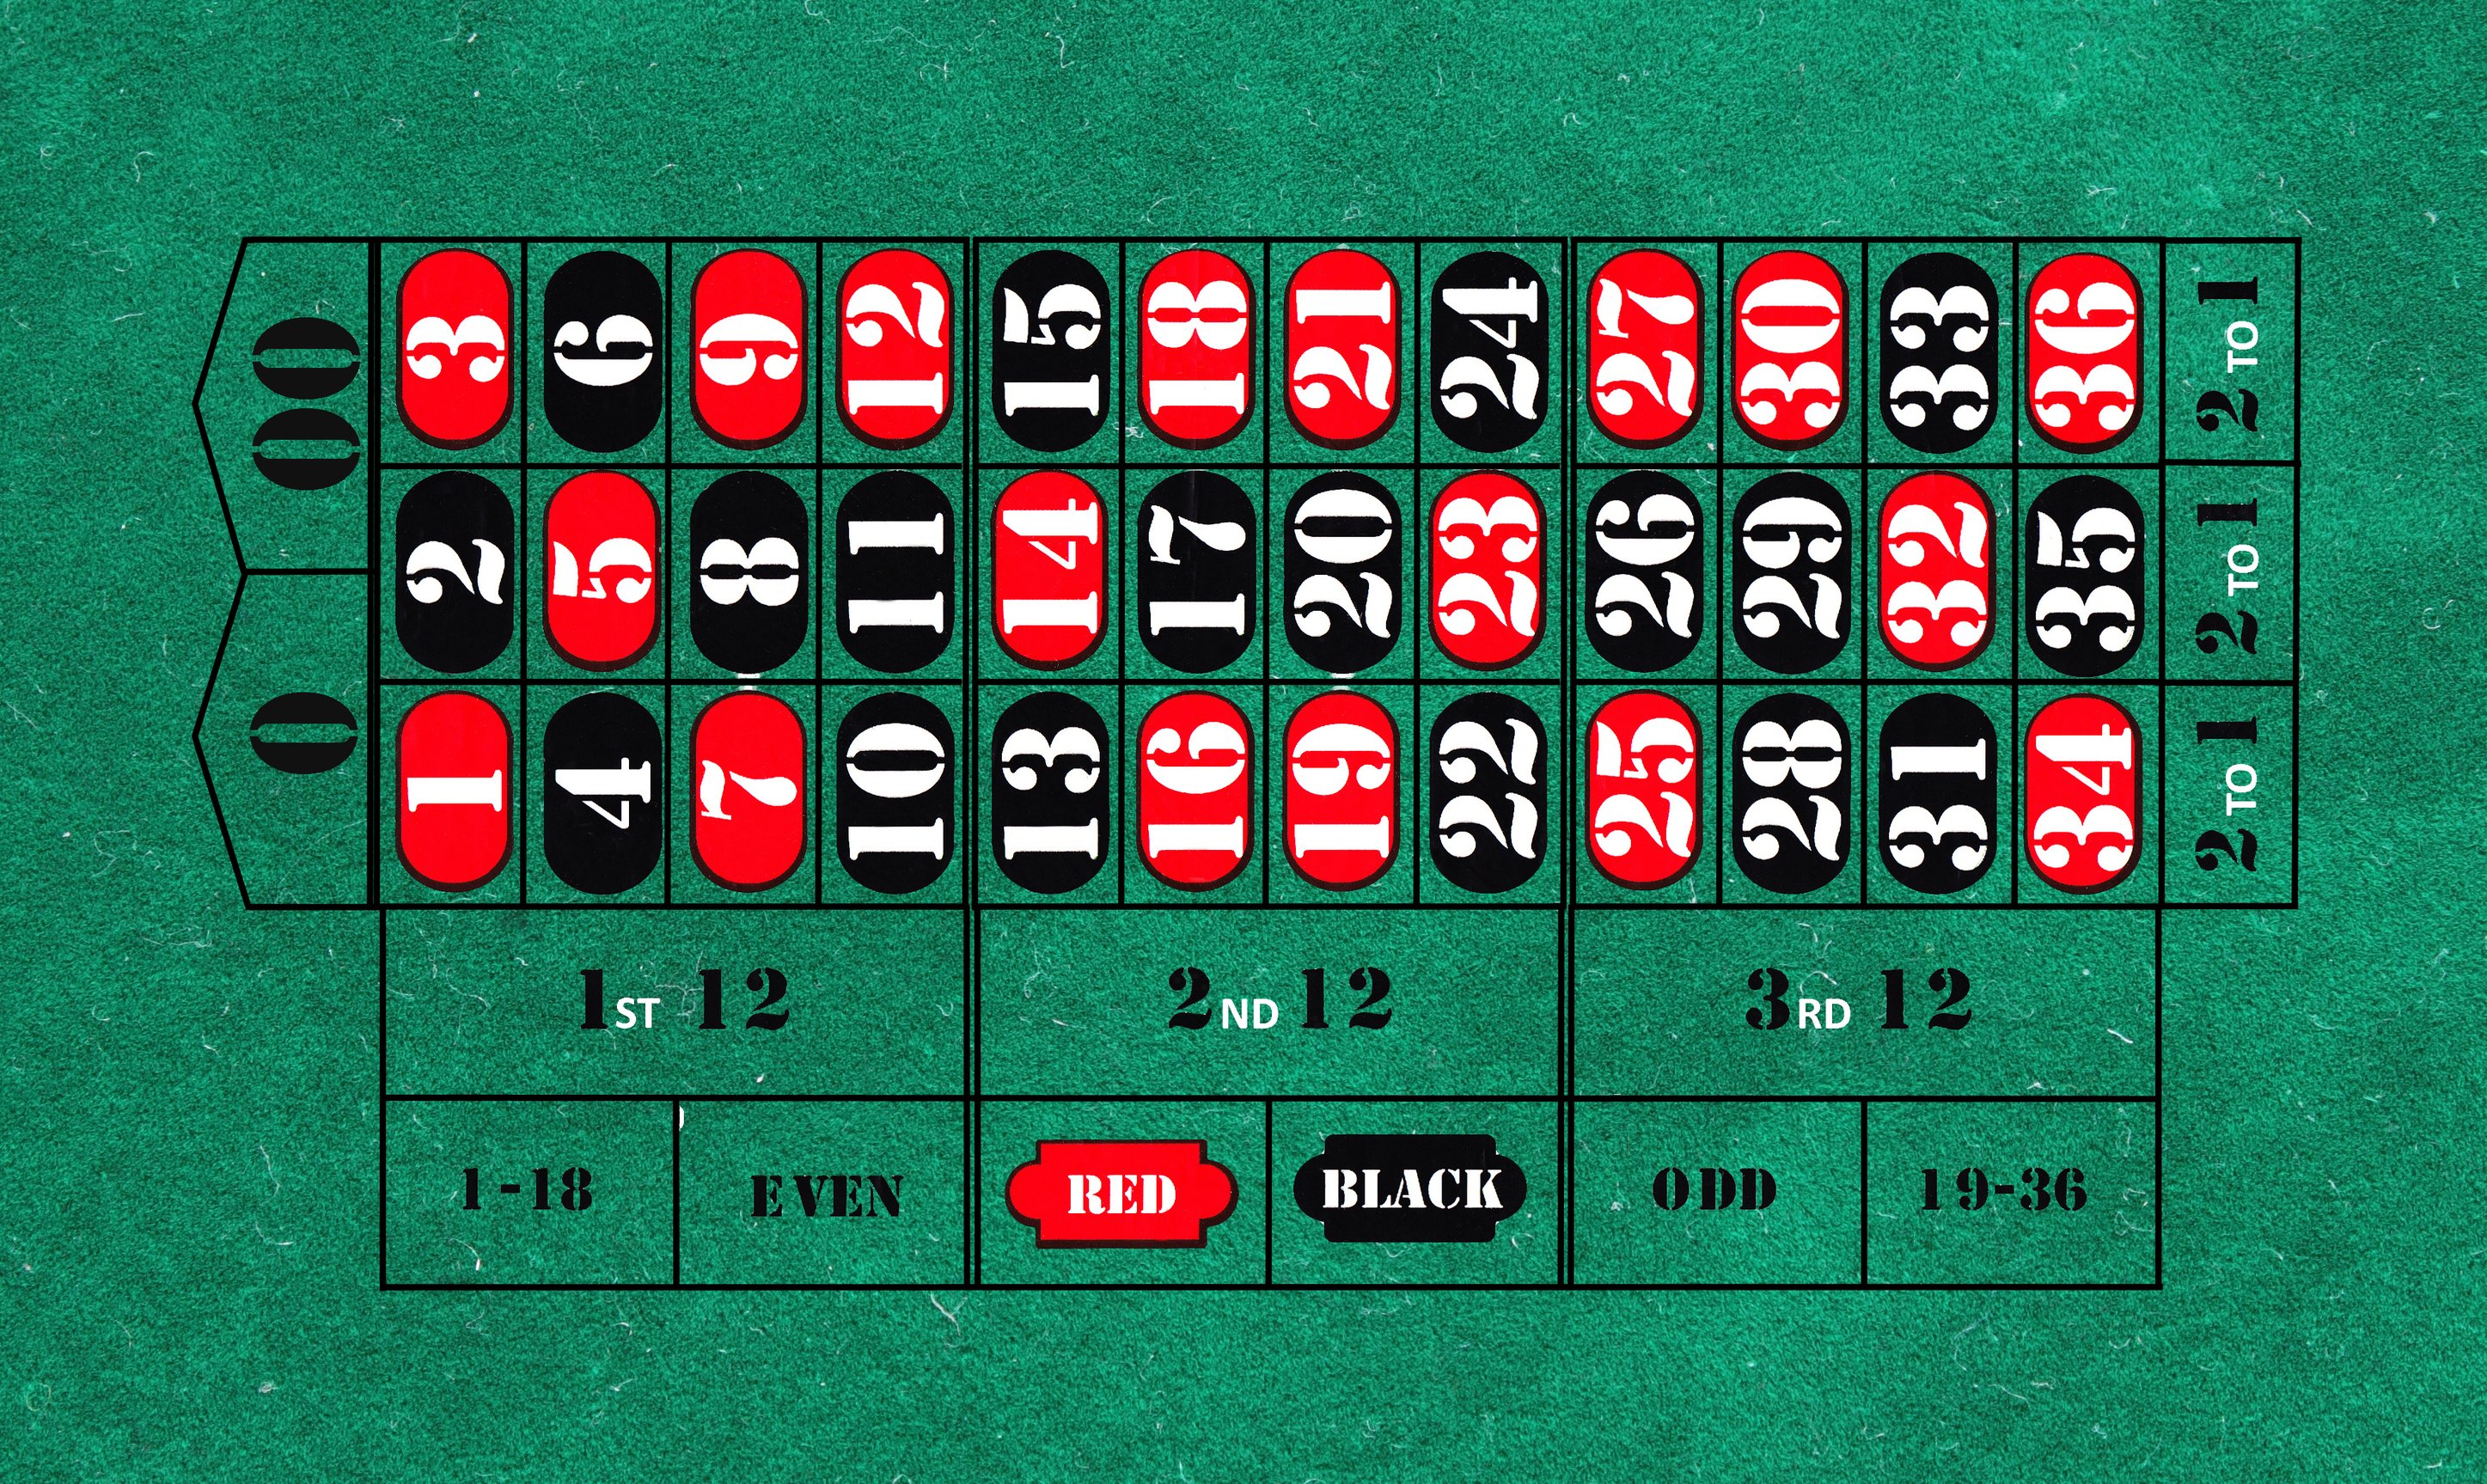 00 3 6 9 12 15 18 21 24 27 30 33 36 2 TO 1
2 5 8 11 14 17 20 23 26 29 32 35 2 TO 1
0 1 4 7 10 13 16 19 22 25 28 31 34 2 TO 1
1ST 12 2ND 12 3RD 12
1-18 EVEN RED BLACK ODD 19-36